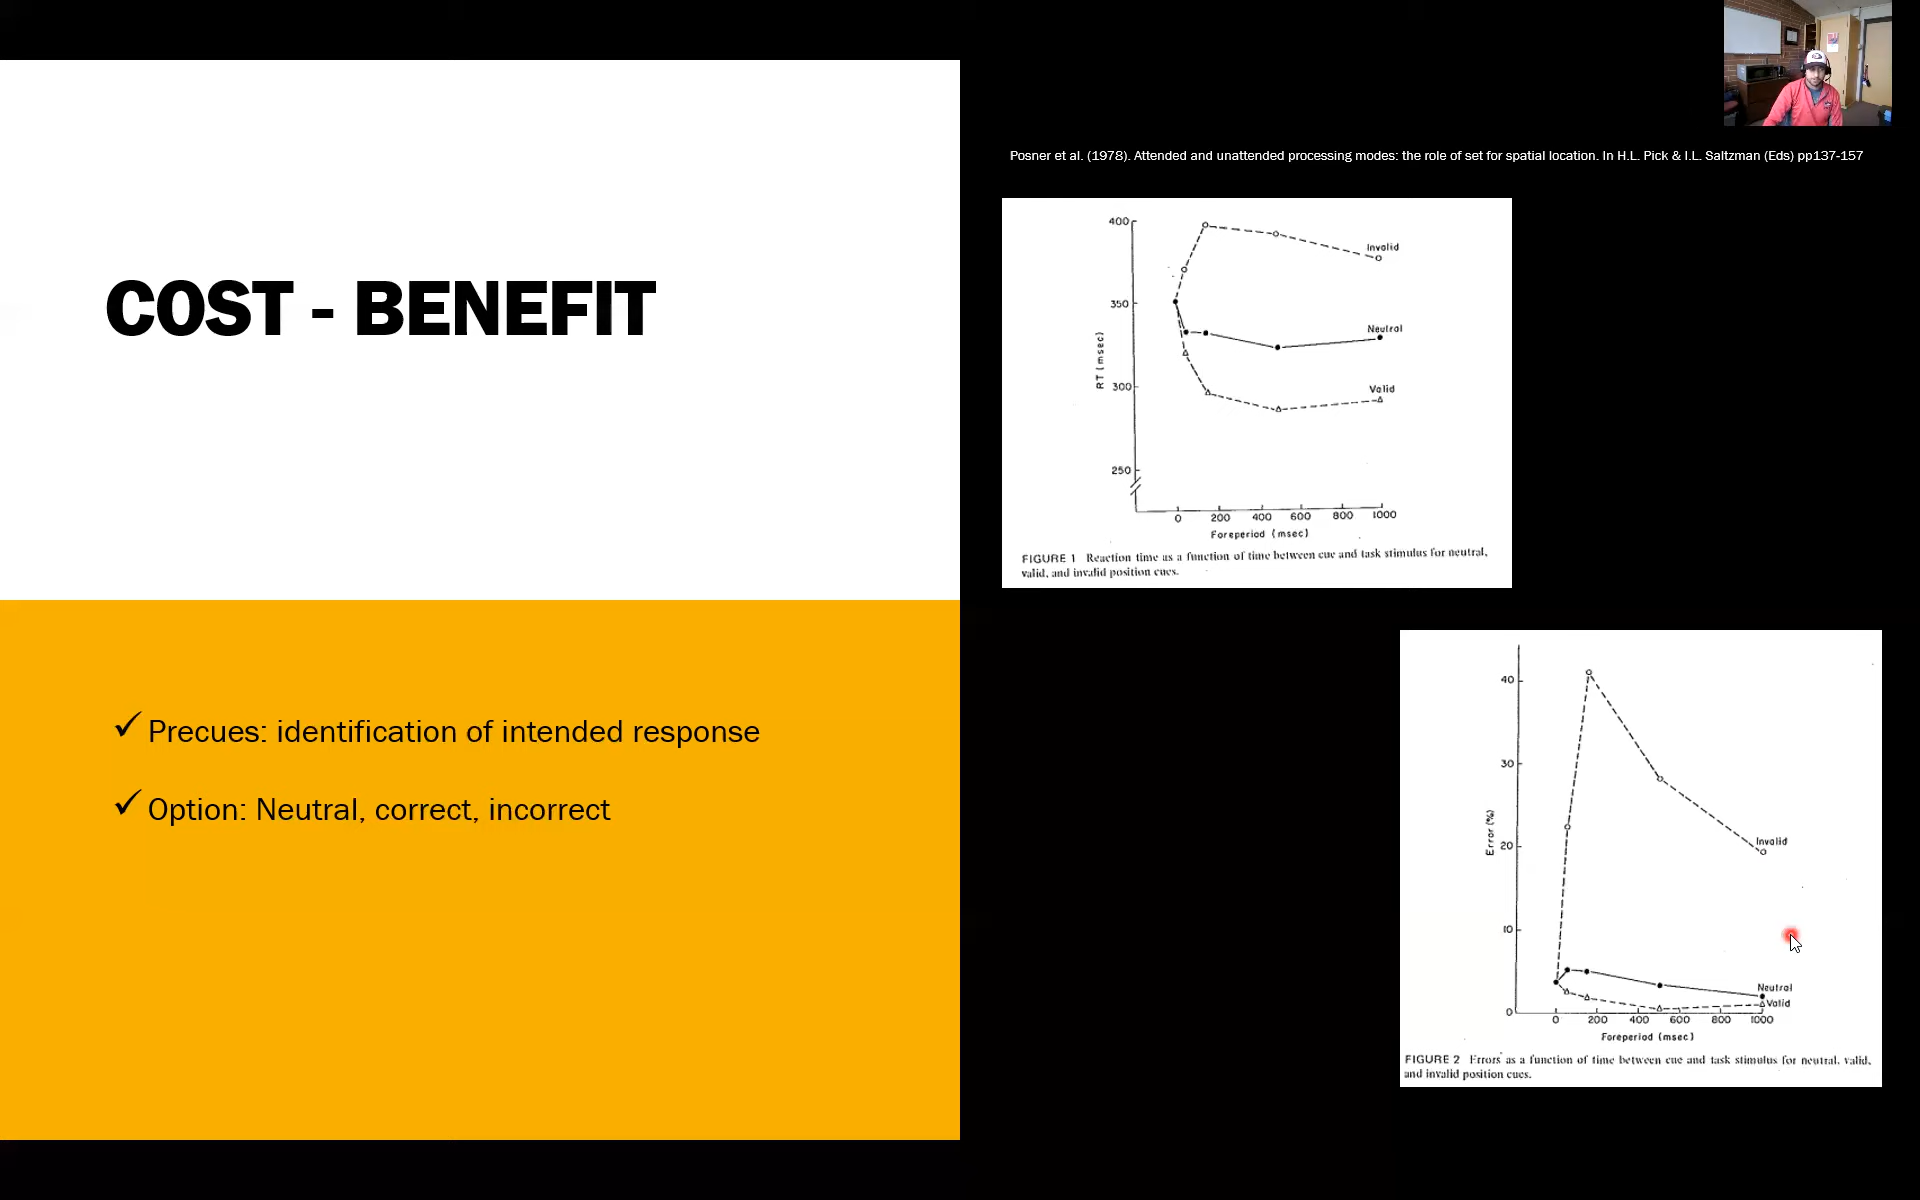 COST - BENEFIT
✓ Precues: identification of intended response
✓ Option: Neutral, correct, incorrect
Posner et al. (1978). Attended and unattended processing modes: the role of set for spatial location. In H.L. Pick & I.L. Saltzman (Eds) pp137-157
400
350
300
250
RT (msec)
Invalid
Neutral
Valid
0 200 400 600 800 1000
Foreperiod (msec)
FIGURE 1 Reaction time as a function of time between cue and task stimulus for neutral,
valid, and invalid position cues.
40
30
20
10
0
Error (%)
Invalid
Neutral
Valid
0 200 400 600 800 1000
Foreperiod (msec)
FIGURE 2 Errors as a function of time between cue and task stimulus for neutral, valid,
and invalid position cues.